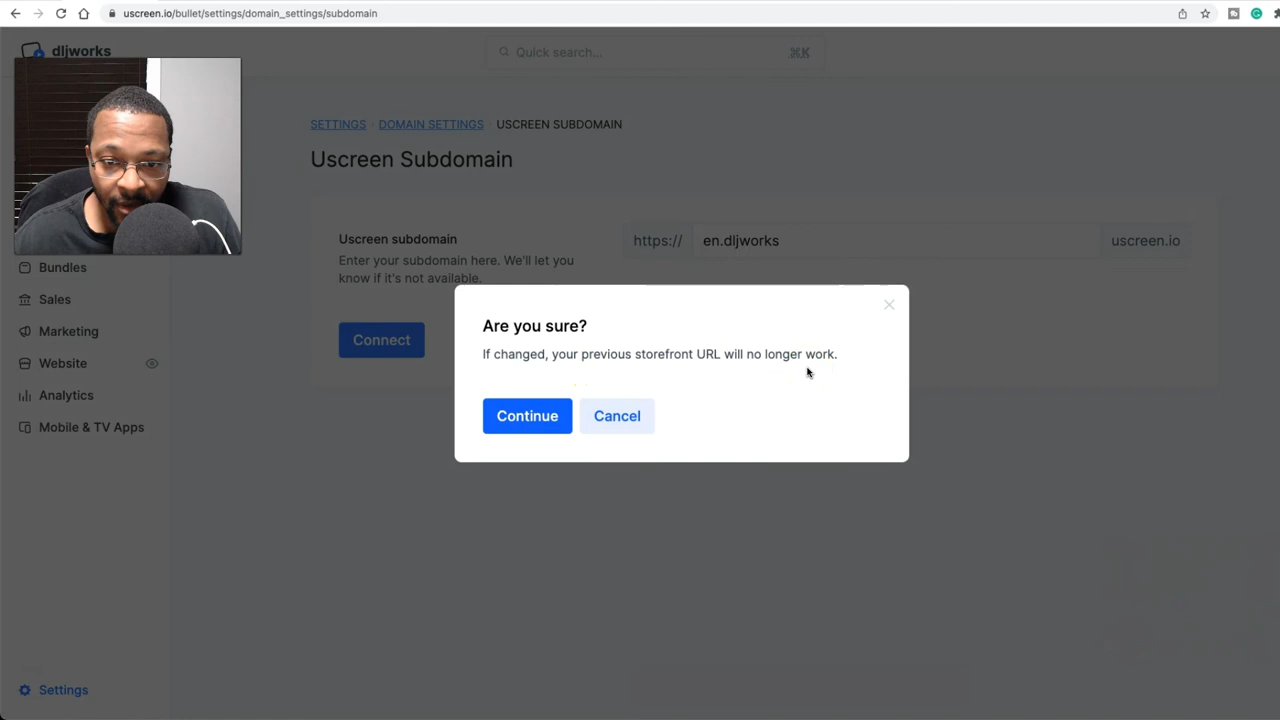 uscreen.io/bullet/settings/domain_settings/subdomain
dljworks
Quick search...
⌘K
SETTINGS · DOMAIN SETTINGS · USCREEN SUBDOMAIN
Uscreen Subdomain
Uscreen subdomain
Enter your subdomain here. We'll let you
know if it's not available.
https://
en.dljworks
uscreen.io
Connect
Are you sure?
If changed, your previous storefront URL will no longer work.
Continue
Cancel
Bundles
Sales
Marketing
Website
Analytics
Mobile & TV Apps
Settings